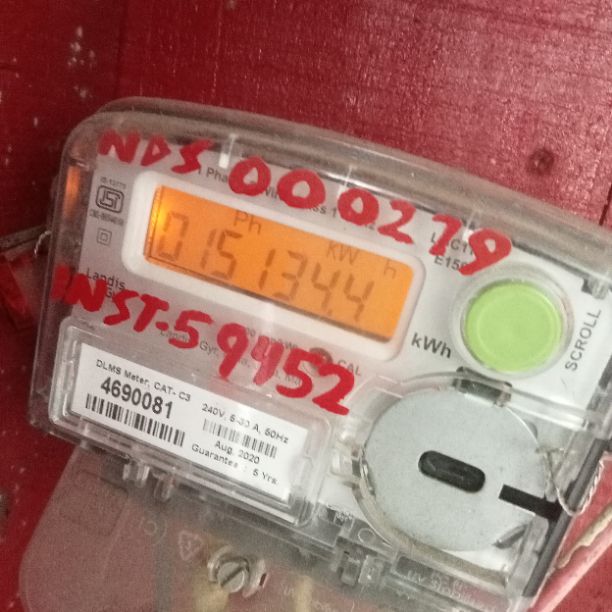 NDS 000279
Ph kW h
015134.4
INST-59452
kWh
CAL
SCROLL
Landis
DLMS Meter, CAT- C3
4690081
240V, 5-30 A, 50Hz
Aug, 2020
Guarantee : 5 Yrs.